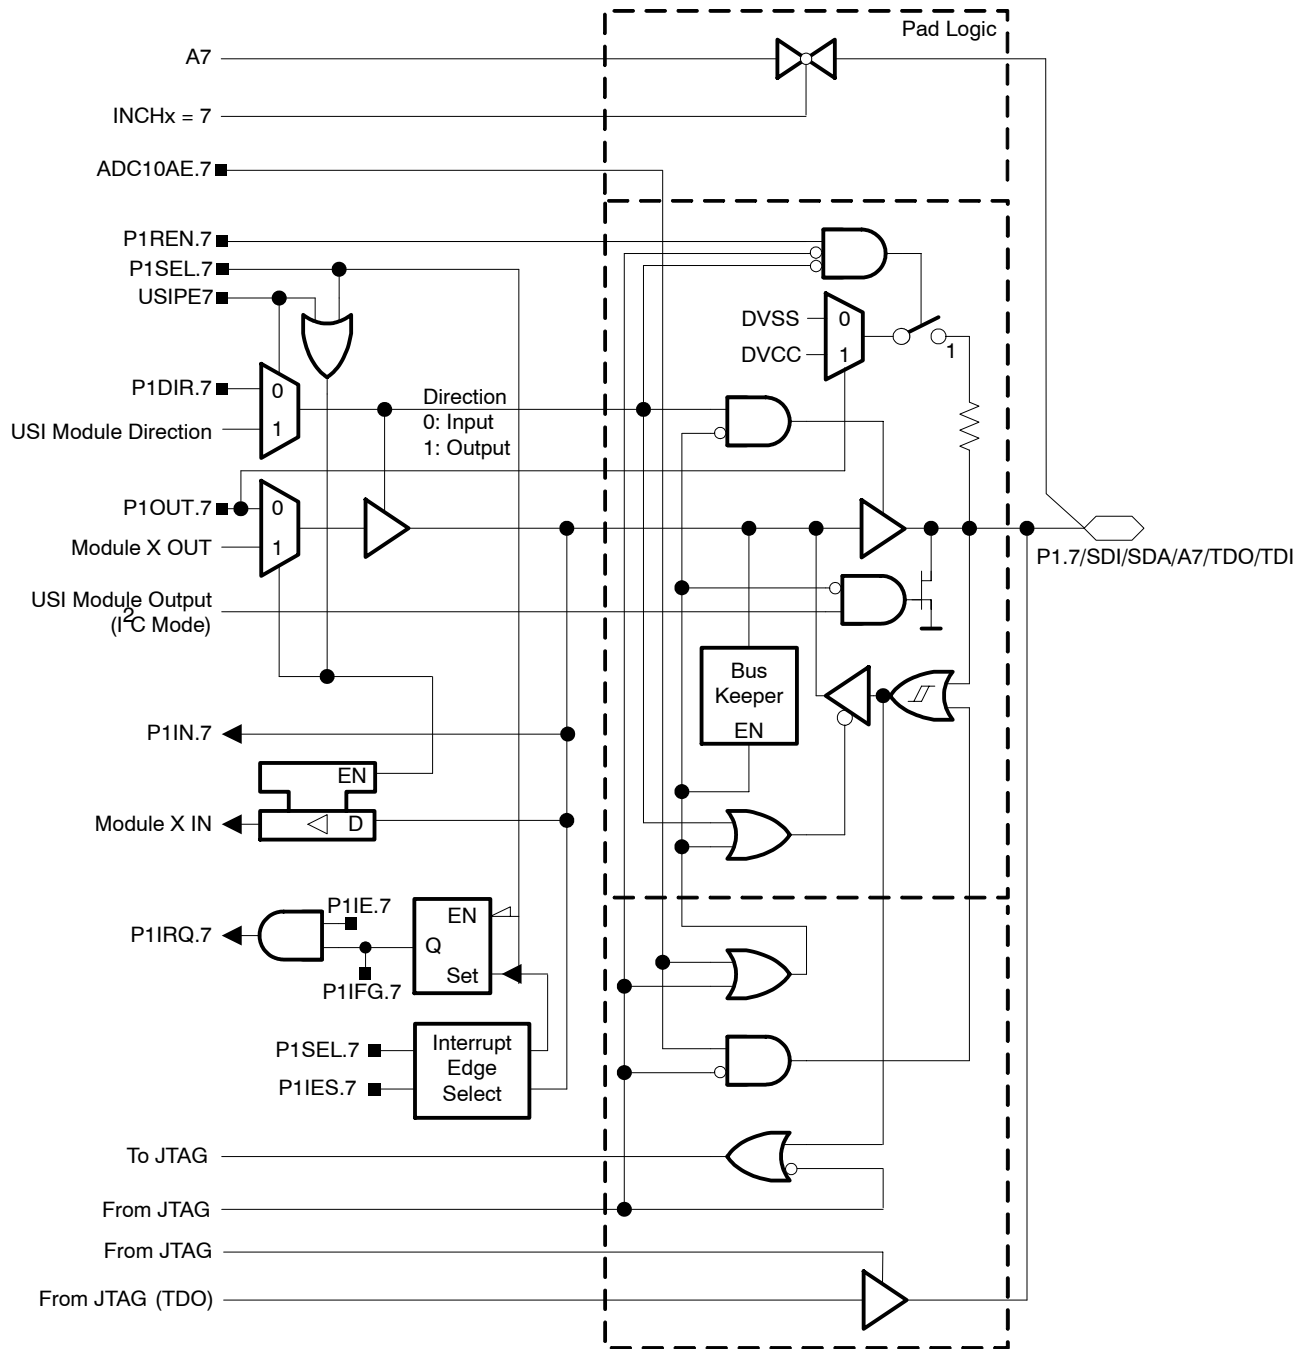 Pad Logic
A7
INCHx = 7
ADC10AE.7
P1REN.7
P1SEL.7
USIPE7
DVSS
0
DVCC
1
1
P1DIR.7
0
USI Module Direction
1
Direction
0: Input
1: Output
P1OUT.7
0
Module X OUT
1
P1.7/SDI/SDA/A7/TDO/TDI
USI Module Output
(I2C Mode)
Bus
Keeper
EN
P1IN.7
EN
Module X IN
D
P1IE.7
EN
P1IRQ.7
Q
Set
P1IFG.7
P1SEL.7
P1IES.7
Interrupt
Edge
Select
To JTAG
From JTAG
From JTAG
From JTAG (TDO)